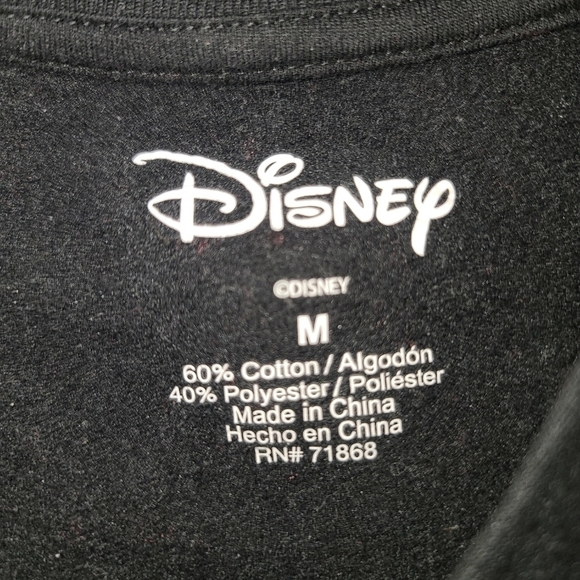 Disney
©DISNEY
M
60% Cotton / Algodón
40% Polyester / Poliéster
Made in China
Hecho en China
RN# 71868